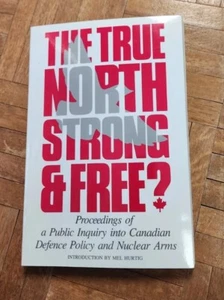 THE TRUE
NORTH
STRONG
& FREE?
Proceedings of
a Public Inquiry into Canadian
Defence Policy and Nuclear Arms
INTRODUCTION BY MEL HURTIG